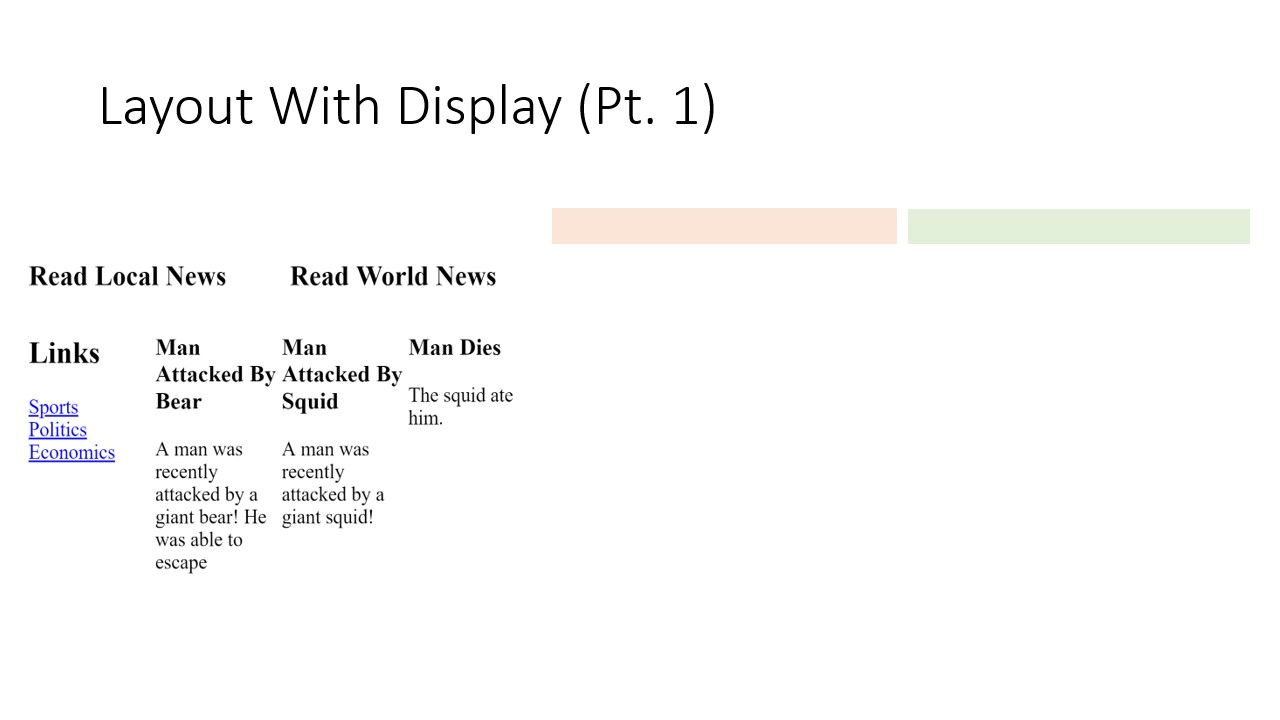 Layout With Display (Pt. 1)
Read Local News
Read World News
Links
Sports
Politics
Economics
Man
Attacked By
Bear
A man was
recently
attacked by a
giant bear! He
was able to
escape
Man
Attacked By
Squid
A man was
recently
attacked by a
giant squid!
Man Dies
The squid ate
him.